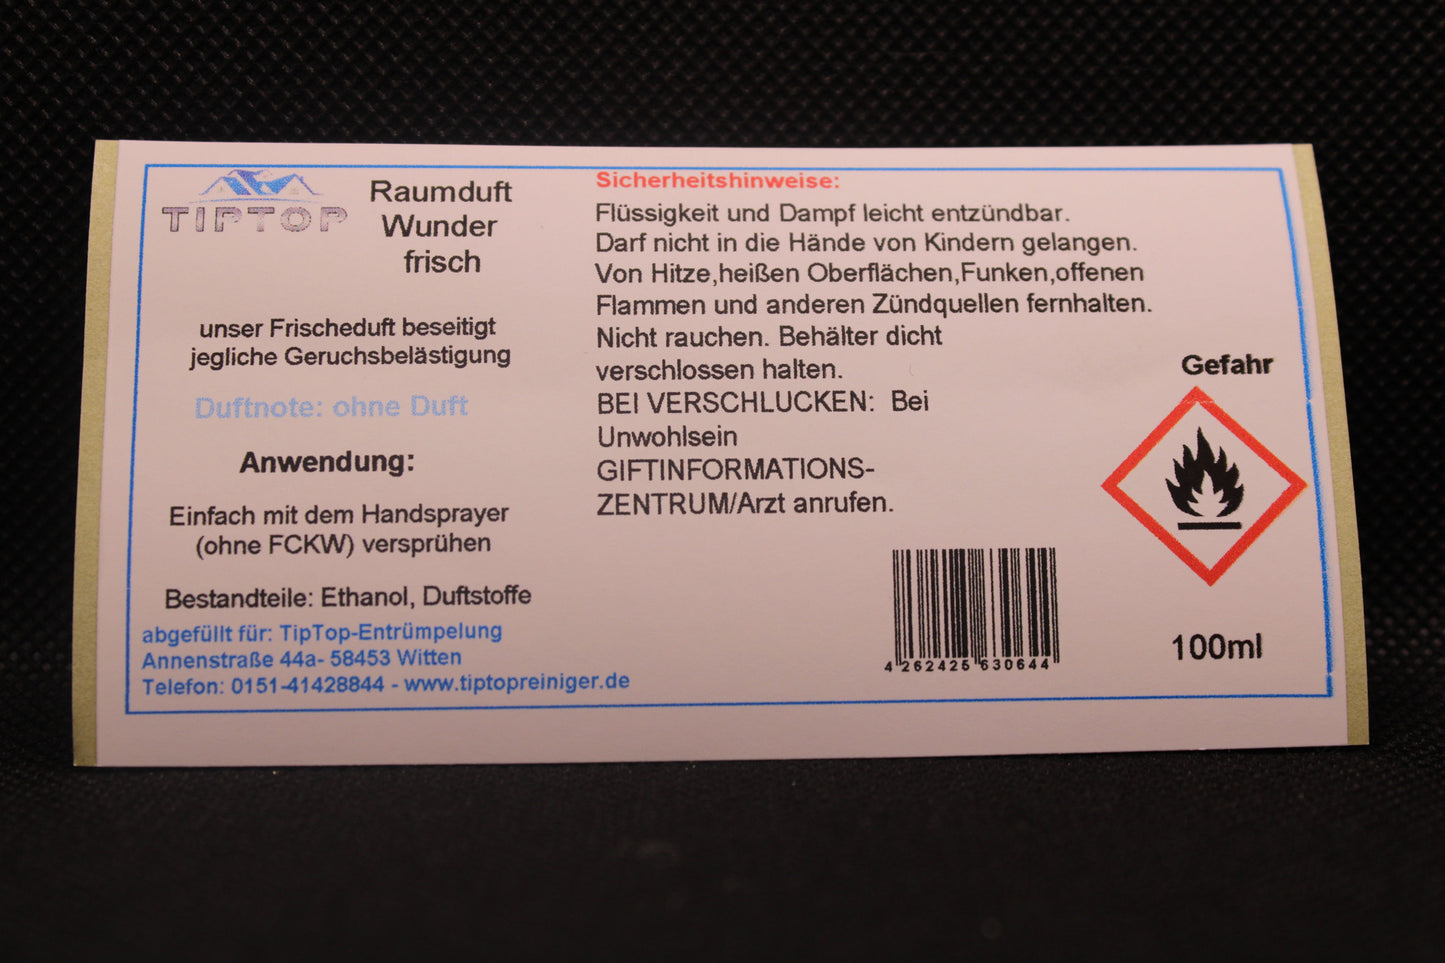 TIPTOP
Raumduft
Wunder
frisch
unser Frischeduft beseitigt
jegliche Geruchsbelästigung
Duftnote: ohne Duft
Anwendung:
Einfach mit dem Handsprayer
(ohne FCKW) versprühen
Bestandteile: Ethanol, Duftstoffe
abgefüllt für: TipTop-Entrümpelung
Annenstraße 44a- 58453 Witten
Telefon: 0151-41428844 - www.tiptopreiniger.de
Sicherheitshinweise:
Flüssigkeit und Dampf leicht entzündbar.
Darf nicht in die Hände von Kindern gelangen.
Von Hitze,heißen Oberflächen,Funken,offenen
Flammen und anderen Zündquellen fernhalten.
Nicht rauchen. Behälter dicht
verschlossen halten.
BEI VERSCHLUCKEN: Bei
Unwohlsein
GIFTINFORMATIONS-
ZENTRUM/Arzt anrufen.
4 262425 630644
Gefahr
100ml